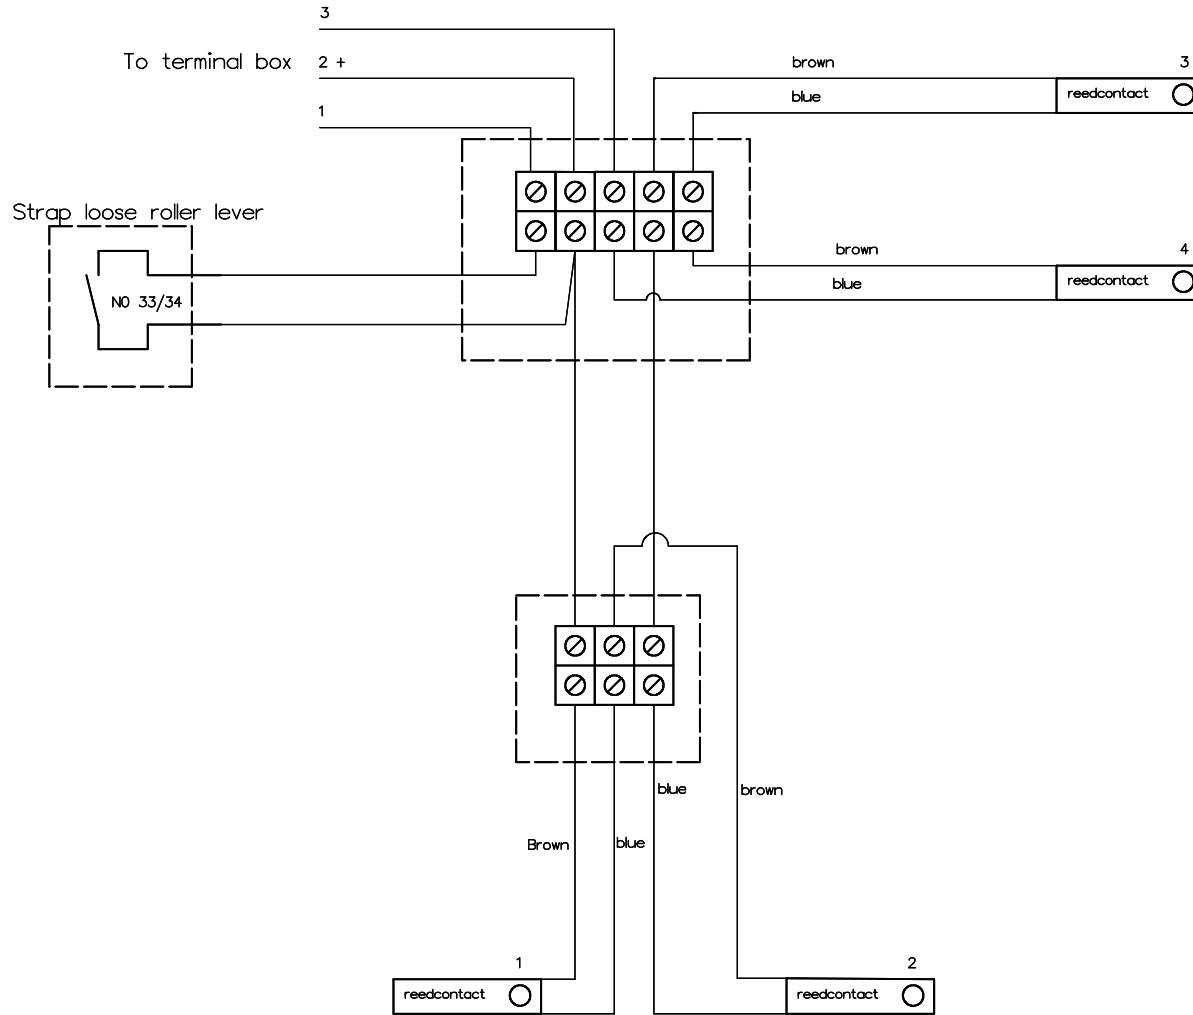 3
To terminal box 2 +
brown 3
reedcontact
blue
1
Strap loose roller lever
brown 4
reedcontact
blue
NO 33/34
blue
brown
Brown
blue
1
2
reedcontact
reedcontact